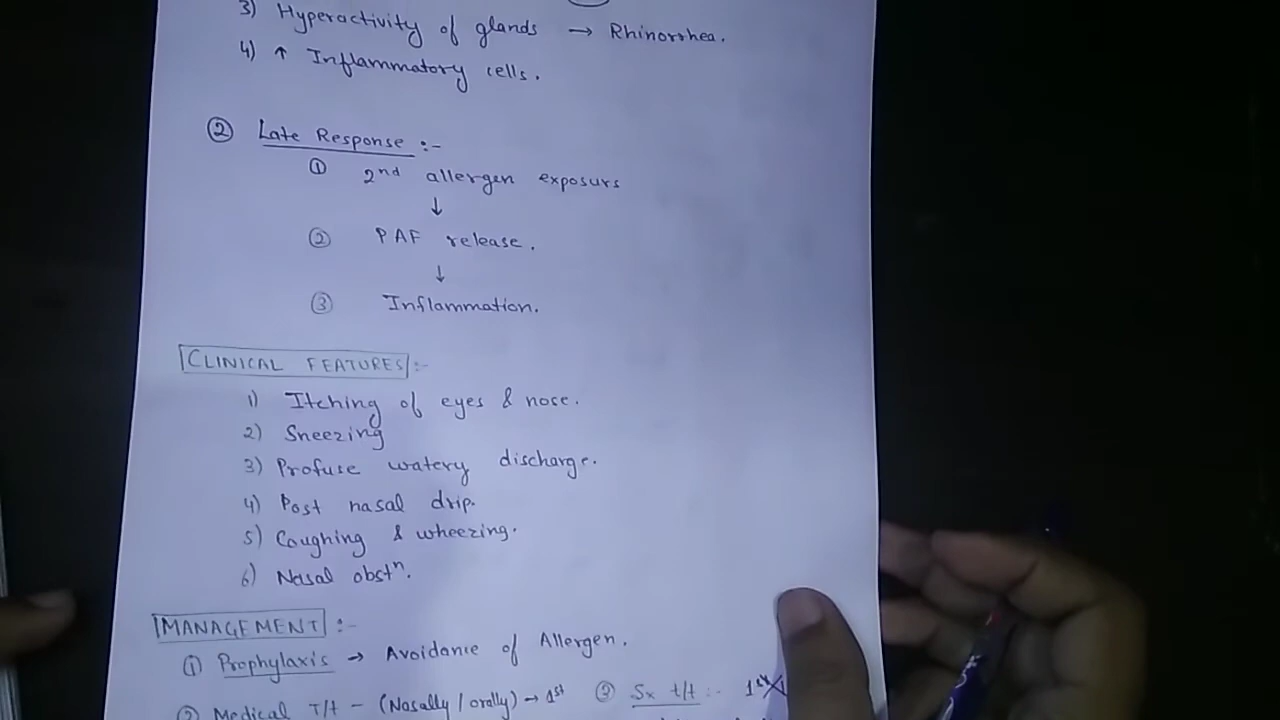 3) Hyperactivity of glands → Rhinorrhea.
4) ↑ Inflammatory cells.
② Late Response :-
① 2nd allergen exposurs
↓
② PAF release.
↓
③ Inflammation.
CLINICAL FEATURES :-
1) Itching of eyes & nose.
2) Sneezing
3) Profuse watery discharge.
4) Post nasal drip.
5) Coughing & wheezing.
6) Nasal obstn.
MANAGEMENT :-
① Prophylaxis → Avoidance of Allergen.
② Medical T/t - (Nasally / orally) → 1st ③ Sx t/t :-